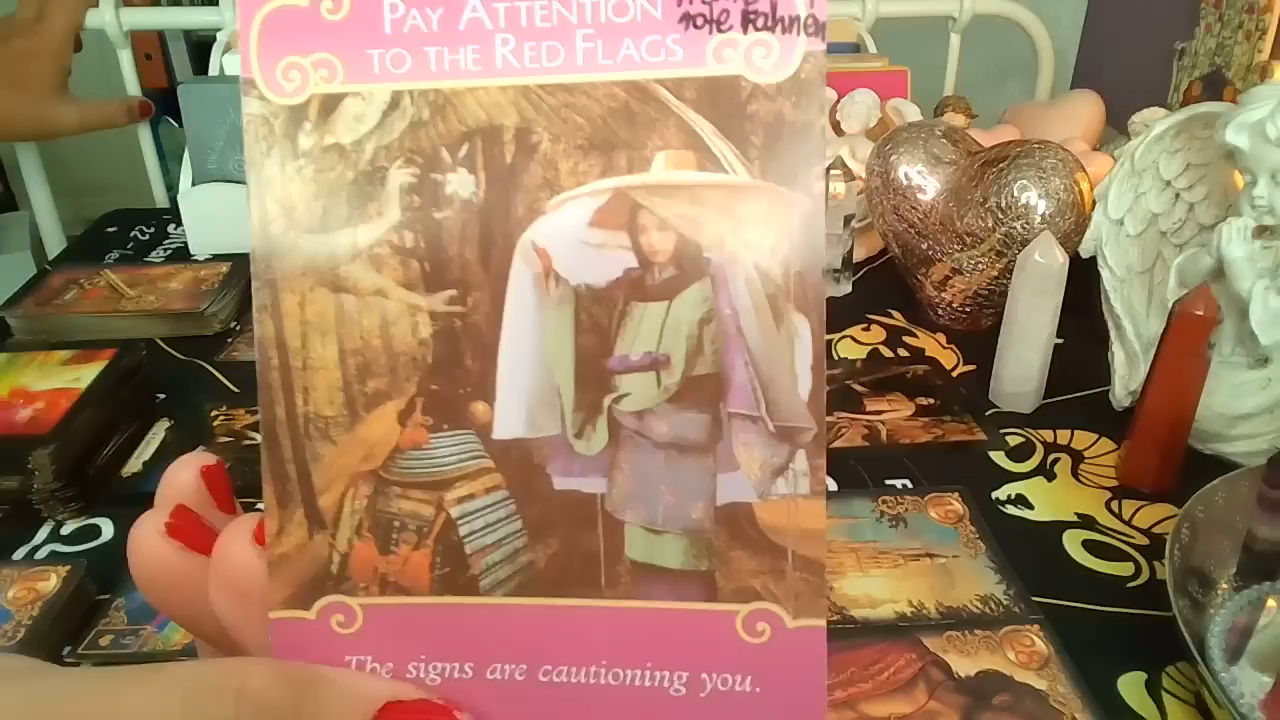 PAY ATTENTION
TO THE RED FLAGS
rote Fahnen
The signs are cautioning you.